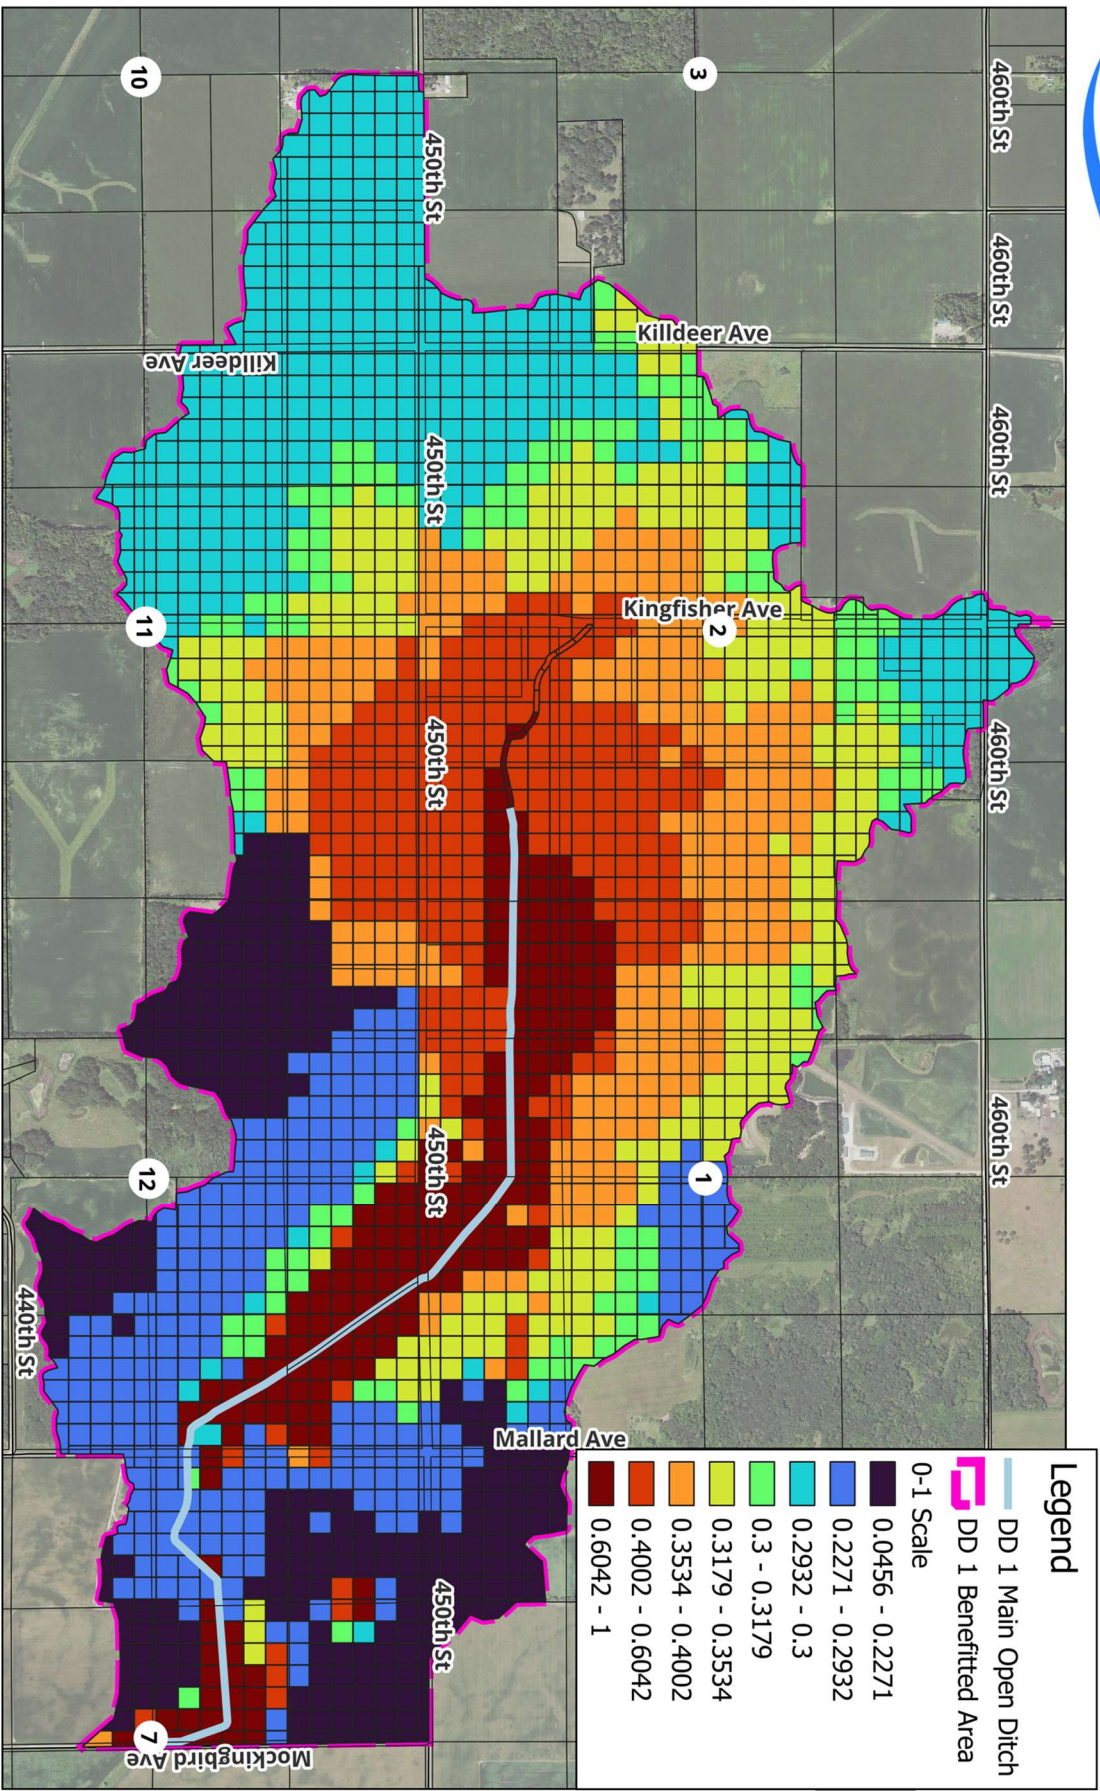 460th St
460th St
460th St
460th St
460th St
3
2
1
10
11
12
7
Killdeer Ave
Killdeer Ave
Kingfisher Ave
Mallard Ave
Mockingbird Ave
450th St
450th St
450th St
450th St
450th St
440th St
Legend
DD 1 Main Open Ditch
DD 1 Benefitted Area
0-1 Scale
0.0456 - 0.2271
0.2271 - 0.2932
0.2932 - 0.3
0.3 - 0.3179
0.3179 - 0.3534
0.3534 - 0.4002
0.4002 - 0.6042
0.6042 - 1